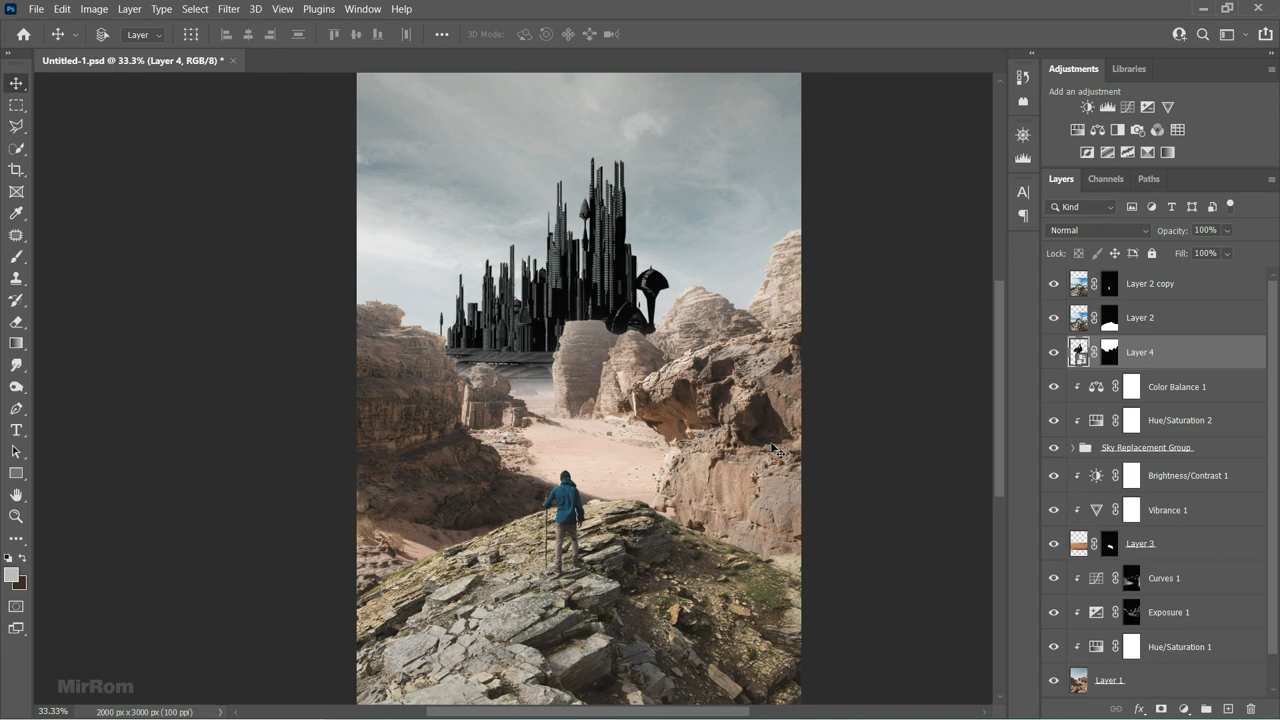 Ps File Edit Image Layer Type Select Filter 3D View Plugins Window Help
Layer 3D Mode:
Untitled-1.psd @ 33.3% (Layer 4, RGB/8) *
Adjustments Libraries
Add an adjustment
Layers Channels Paths
Kind
Normal Opacity: 100%
Lock: Fill: 100%
Layer 2 copy
Layer 2
Layer 4
Color Balance 1
Hue/Saturation 2
Sky Replacement Group
Brightness/Contrast 1
Vibrance 1
Layer 3
Curves 1
Exposure 1
Hue/Saturation 1
Layer 1
MirRom
33.33% 2000 px x 3000 px (100 ppi)